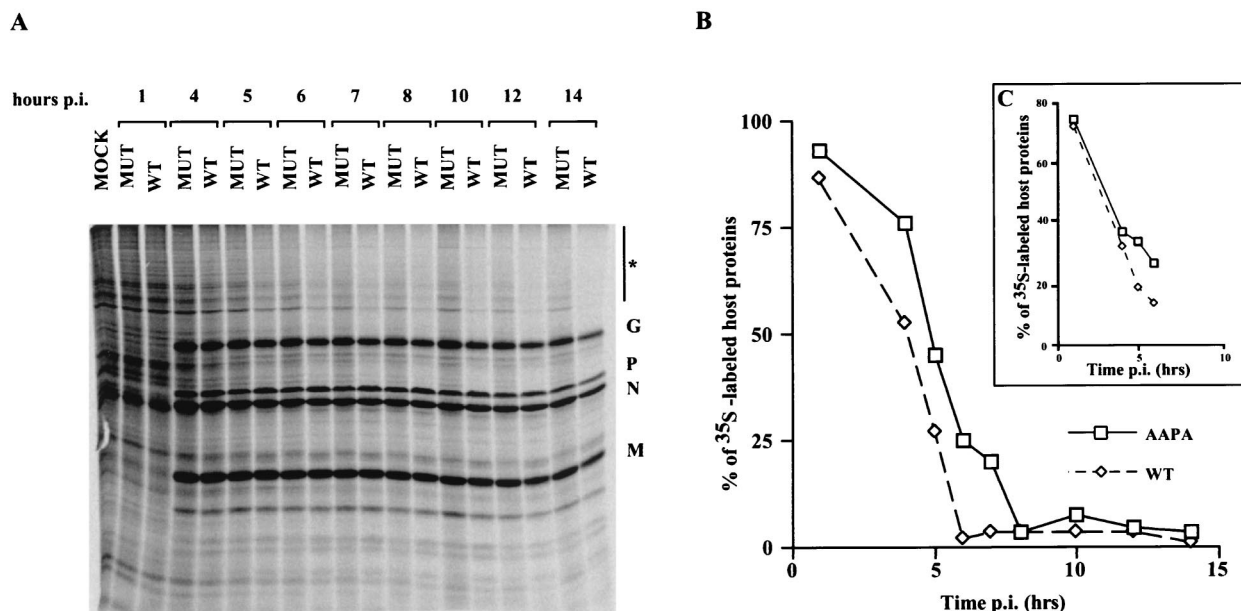 A
hours p.i. 1 4 5 6 7 8 10 12 14
MOCK MUT WT MUT WT MUT WT MUT WT MUT WT MUT WT MUT WT MUT WT MUT WT
*
G
P
N
M
B
% of 35S -labeled host proteins
100
75
50
25
0
0 5 10 15
Time p.i. (hrs)
AAPA
WT
C
% of 35S-labeled host proteins
80
60
40
20
0
0 5 10
Time p.i. (hrs)